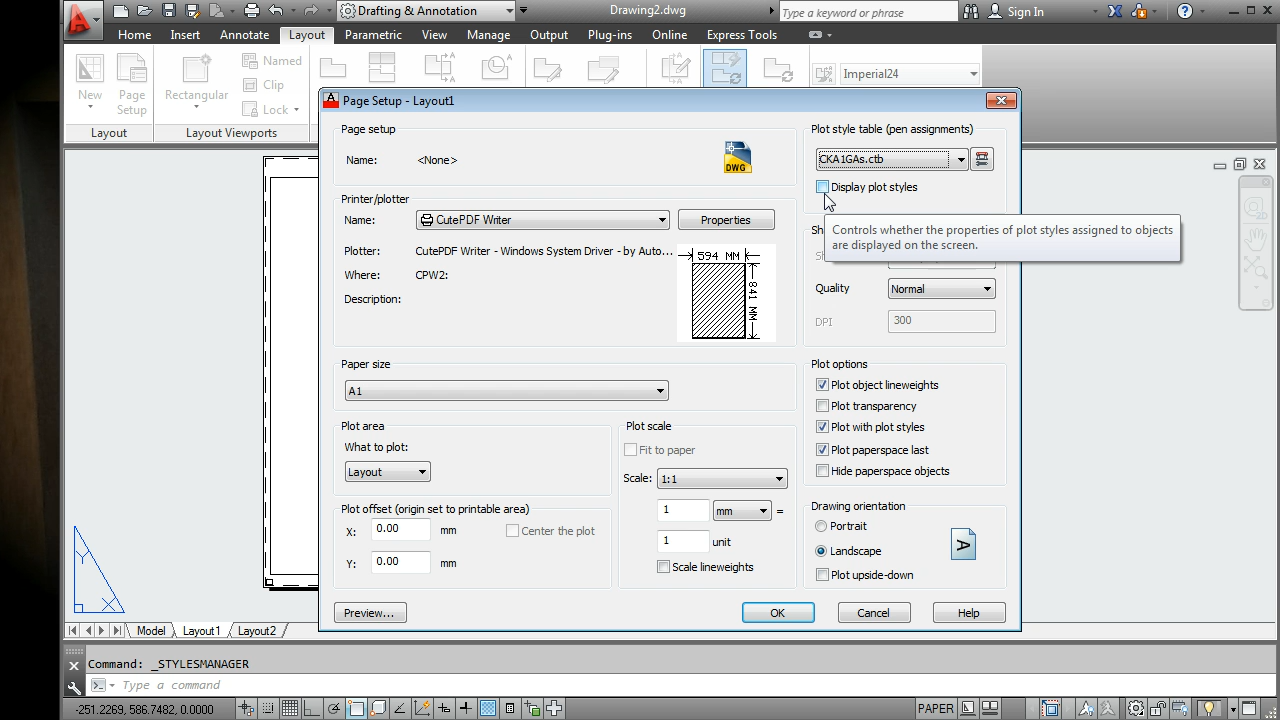 Drafting & Annotation
Drawing2.dwg
Type a keyword or phrase
Sign In
Home
Insert
Annotate
Layout
Parametric
View
Manage
Output
Plug-ins
Online
Express Tools
New
Page
Setup
Layout
Rectangular
Named
Clip
Lock
Layout Viewports
Imperial24
Page Setup - Layout1
Page setup
Name: <None>
DWG
Printer/plotter
Name: CutePDF Writer
Properties
Plotter: CutePDF Writer - Windows System Driver - by Auto...
Where: CPW2:
Description:
594 MM
841 MM
Paper size
A1
Plot area
What to plot:
Layout
Plot offset (origin set to printable area)
X: 0.00 mm
Center the plot
Y: 0.00 mm
Plot scale
Fit to paper
Scale: 1:1
1 mm =
1 unit
Scale lineweights
Plot style table (pen assignments)
CKA1GAs.ctb
Display plot styles
Controls whether the properties of plot styles assigned to objects
are displayed on the screen.
Quality Normal
DPI 300
Plot options
Plot object lineweights
Plot transparency
Plot with plot styles
Plot paperspace last
Hide paperspace objects
Drawing orientation
Portrait
Landscape
A
Plot upside-down
Preview...
OK
Cancel
Help
Y
X
Model
Layout1
Layout2
Command: _STYLESMANAGER
Type a command
-251.2269, 586.7482, 0.0000
PAPER